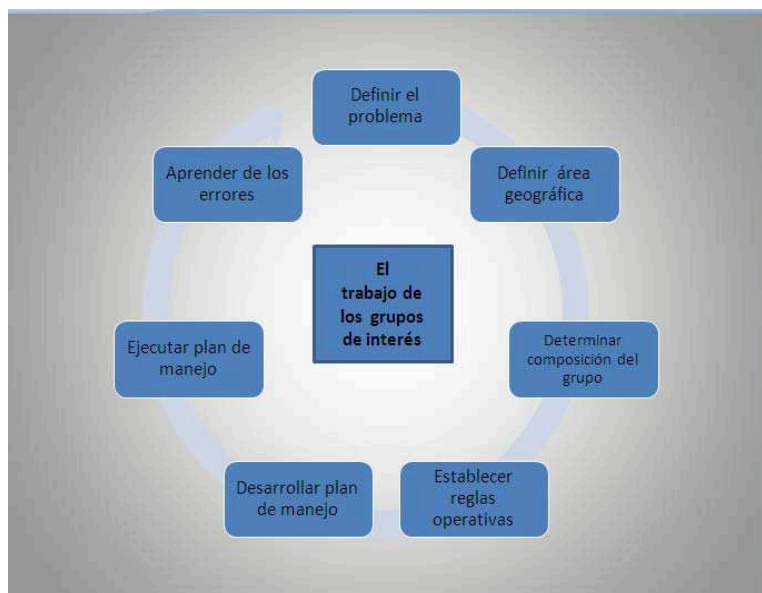 Definir el
problema
Definir área
geográfica
Determinar
composición del
grupo
Establecer
reglas
operativas
Desarrollar plan
de manejo
Ejecutar plan de
manejo
Aprender de los
errores
El
trabajo de
los grupos
de interés